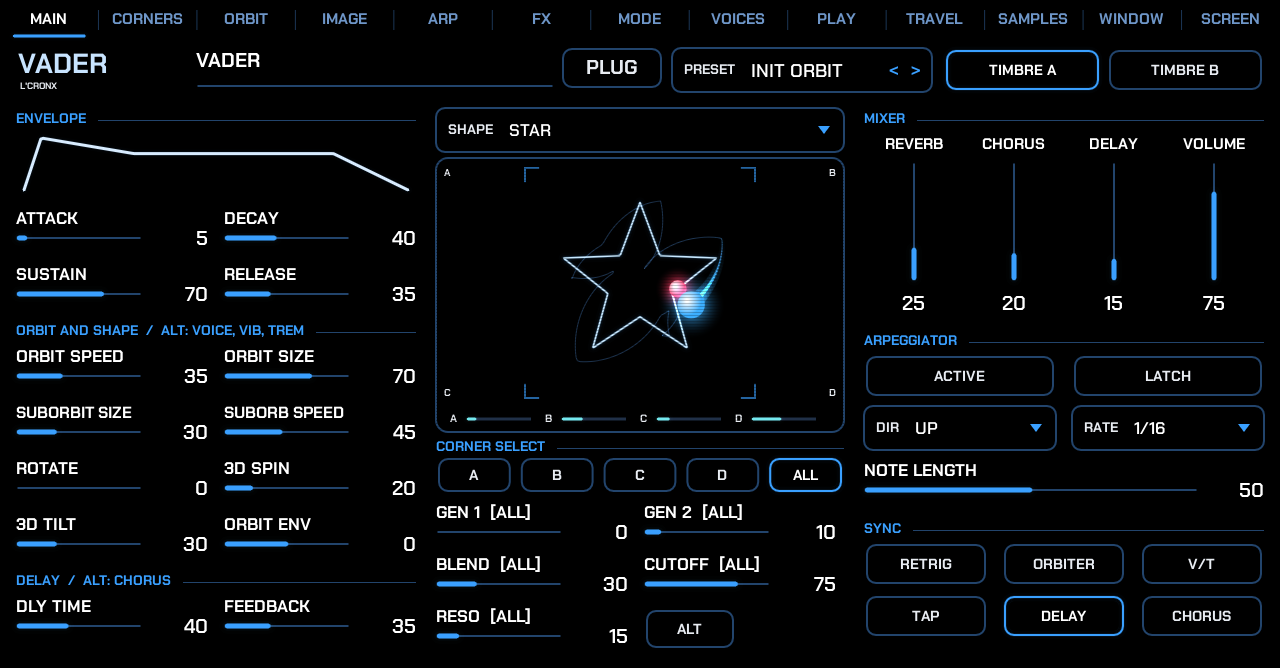 MAIN CORNERS ORBIT IMAGE ARP FX MODE VOICES PLAY TRAVEL SAMPLES WINDOW SCREEN
VADER
L'CRONX
VADER
PLUG
PRESET INIT ORBIT < >
TIMBRE A
TIMBRE B
ENVELOPE
ATTACK 5
DECAY 40
SUSTAIN 70
RELEASE 35
ORBIT AND SHAPE / ALT: VOICE, VIB, TREM
ORBIT SPEED 35
ORBIT SIZE 70
SUBORBIT SIZE 30
SUBORB SPEED 45
ROTATE 0
3D SPIN 20
3D TILT 30
ORBIT ENV 0
DELAY / ALT: CHORUS
DLY TIME 40
FEEDBACK 35
SHAPE STAR
A B
C D
A B C D
CORNER SELECT
A B C D ALL
GEN 1 [ALL] 0
GEN 2 [ALL] 10
BLEND [ALL] 30
CUTOFF [ALL] 75
RESO [ALL] 15
ALT
MIXER
REVERB CHORUS DELAY VOLUME
25 20 15 75
ARPEGGIATOR
ACTIVE LATCH
DIR UP
RATE 1/16
NOTE LENGTH 50
SYNC
RETRIG ORBITER V/T
TAP DELAY CHORUS